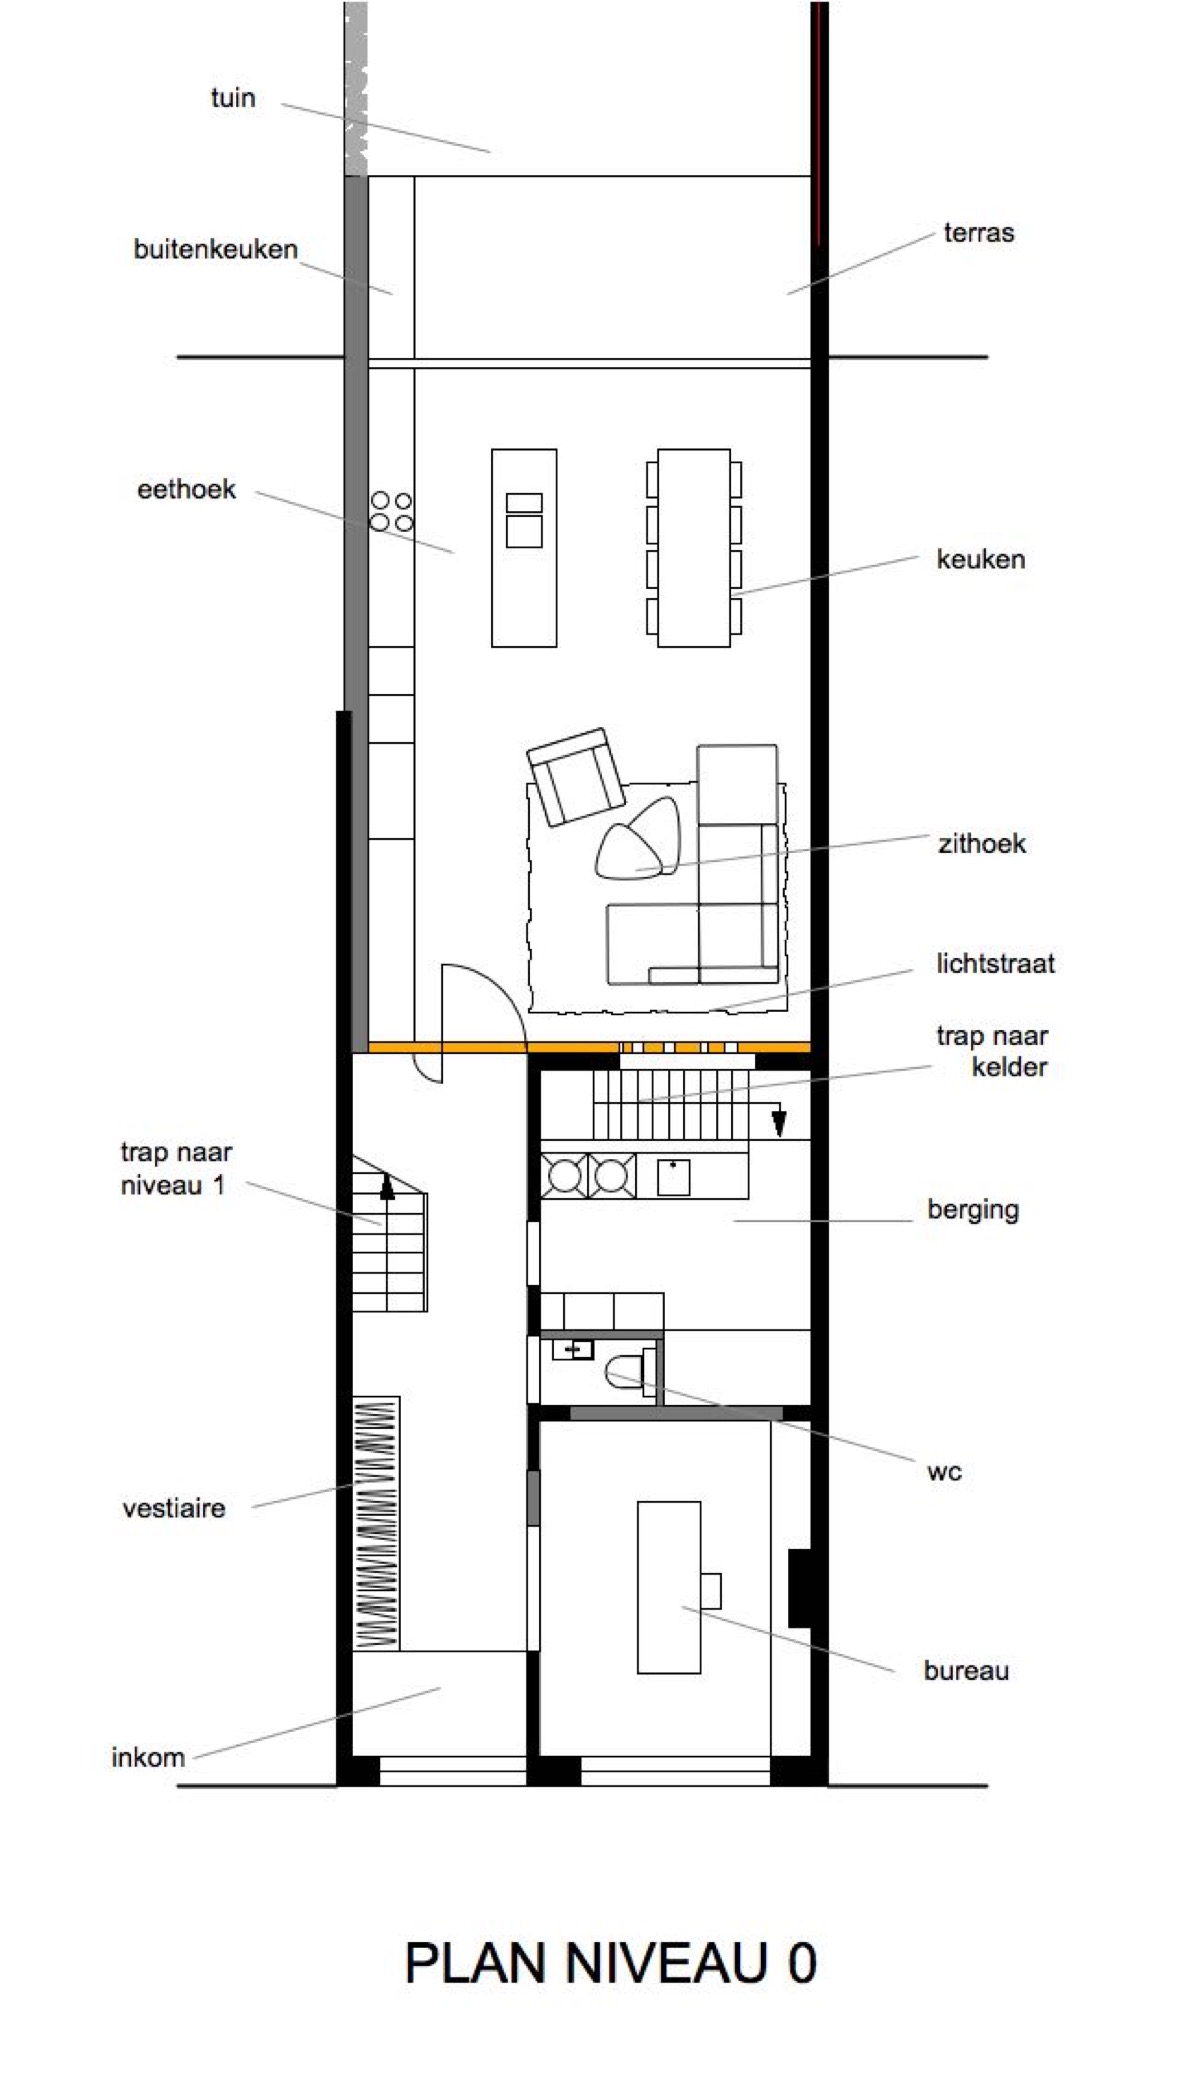 tuin
terras
buitenkeuken
eethoek
keuken
zithoek
lichtstraat
trap naar
kelder
trap naar
niveau 1
berging
wc
vestiaire
bureau
inkom
PLAN NIVEAU 0